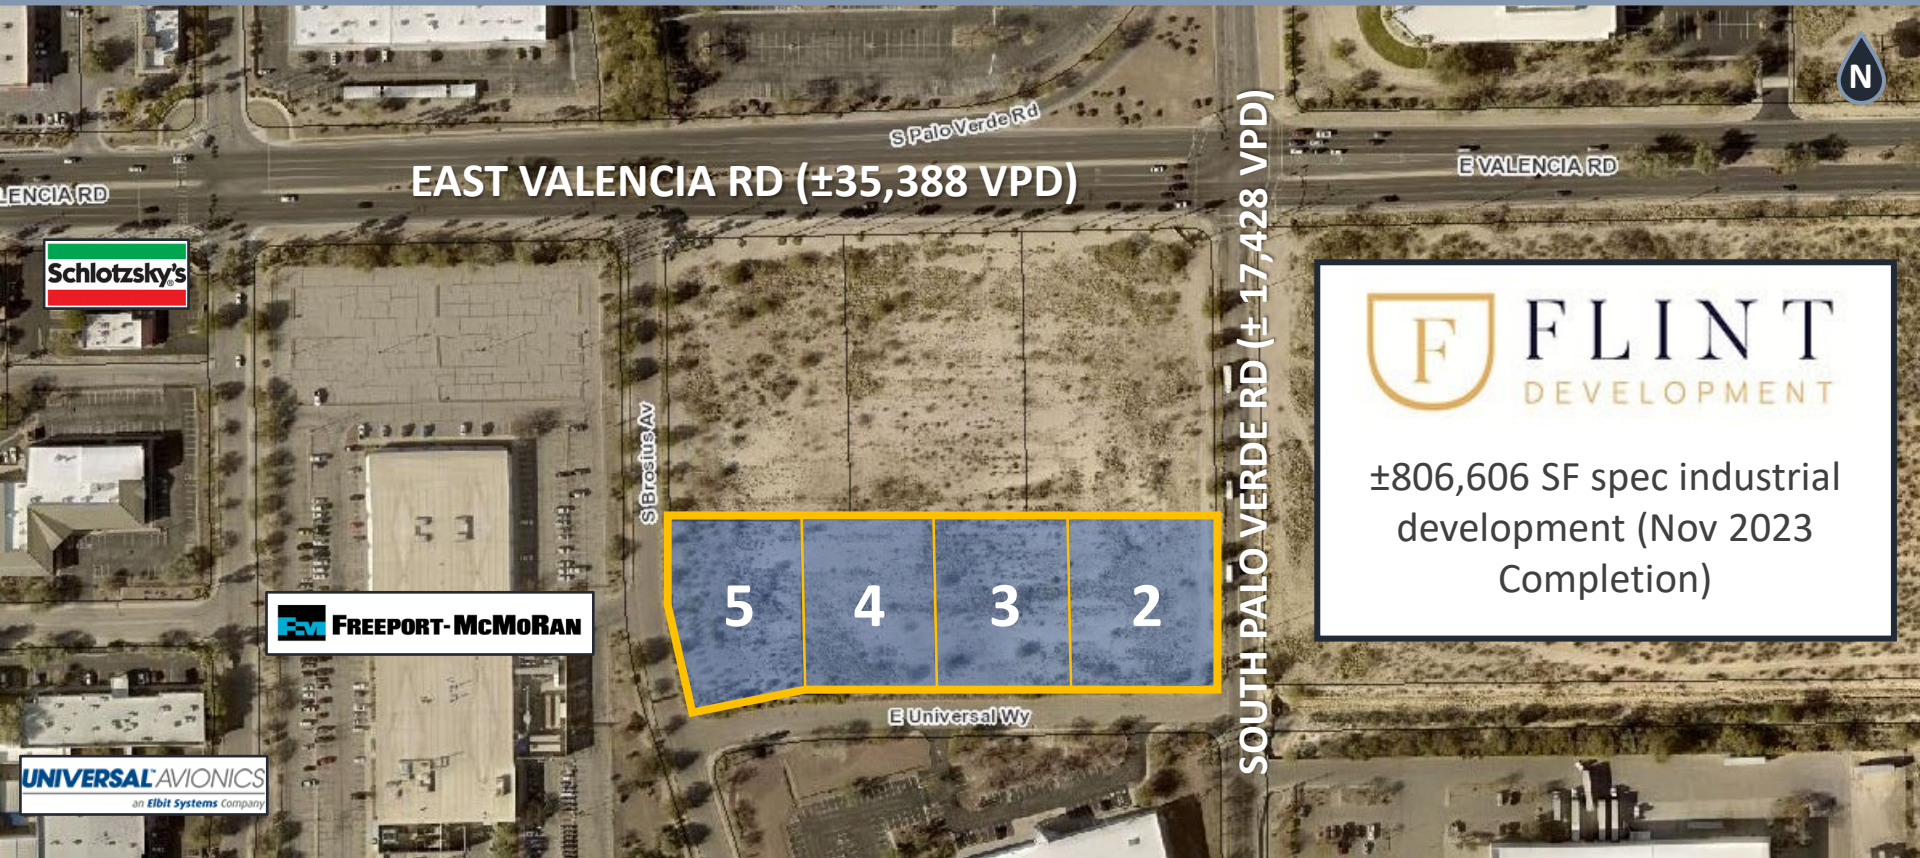 N
S Palo Verde Rd
EAST VALENCIA RD (±35,388 VPD)
E VALENCIA RD
LENCIA RD
Schlotzsky's
SOUTH PALO VERDE RD (± 17,428 VPD)
F
FLINT
DEVELOPMENT
±806,606 SF spec industrial
development (Nov 2023
Completion)
S Brosius Av
5
4
3
2
FM FREEPORT-McMoRAN
E Universal Wy
UNIVERSAL AVIONICS
an Elbit Systems Company